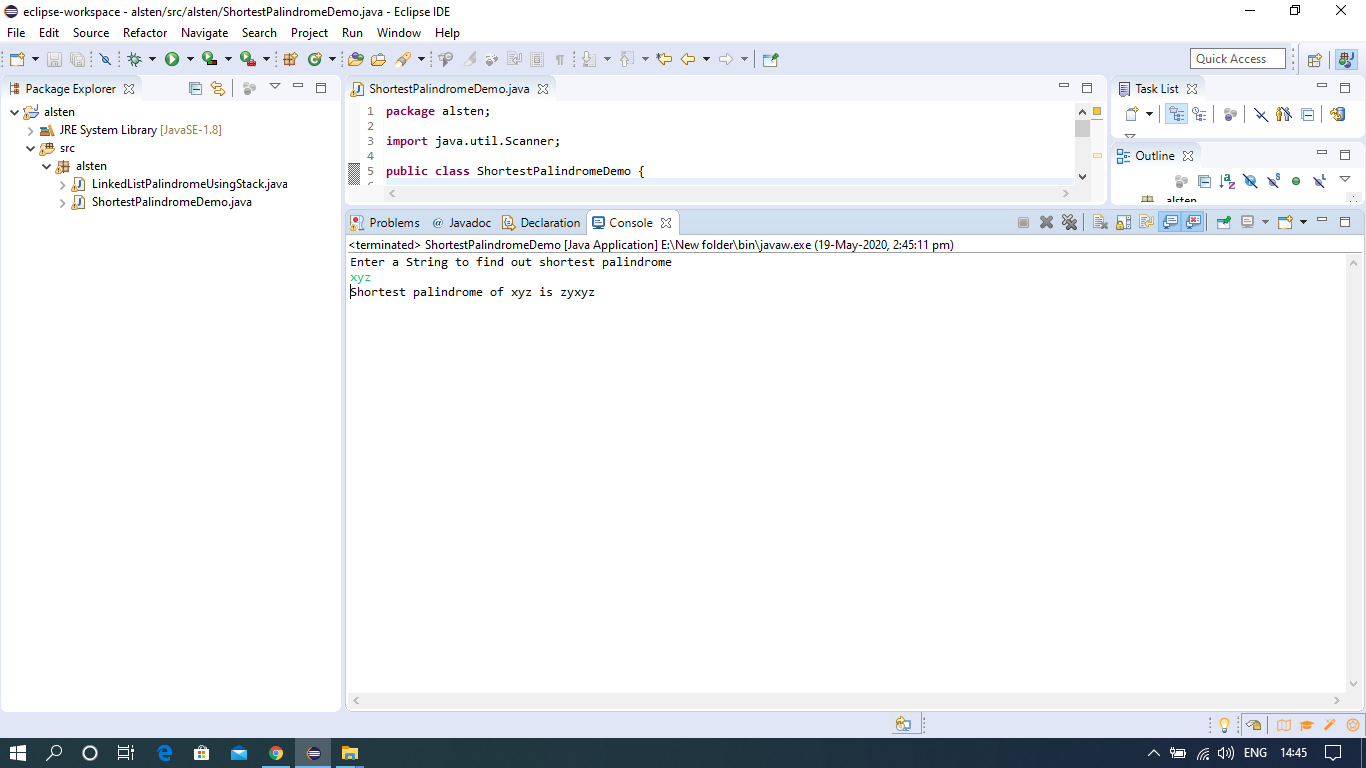 eclipse-workspace - alsten/src/alsten/ShortestPalindromeDemo.java - Eclipse IDE
File Edit Source Refactor Navigate Search Project Run Window Help
Quick Access
Package Explorer
alsten
JRE System Library [JavaSE-1.8]
src
alsten
LinkedListPalindromeUsingStack.java
ShortestPalindromeDemo.java
ShortestPalindromeDemo.java
1 package alsten;
2
3 import java.util.Scanner;
4
5 public class ShortestPalindromeDemo {
Task List
Outline
alsten
Problems @ Javadoc Declaration Console
<terminated> ShortestPalindromeDemo [Java Application] E:\New folder\bin\javaw.exe (19-May-2020, 2:45:11 pm)
Enter a String to find out shortest palindrome
xyz
Shortest palindrome of xyz is zyxyz
ENG 14:45